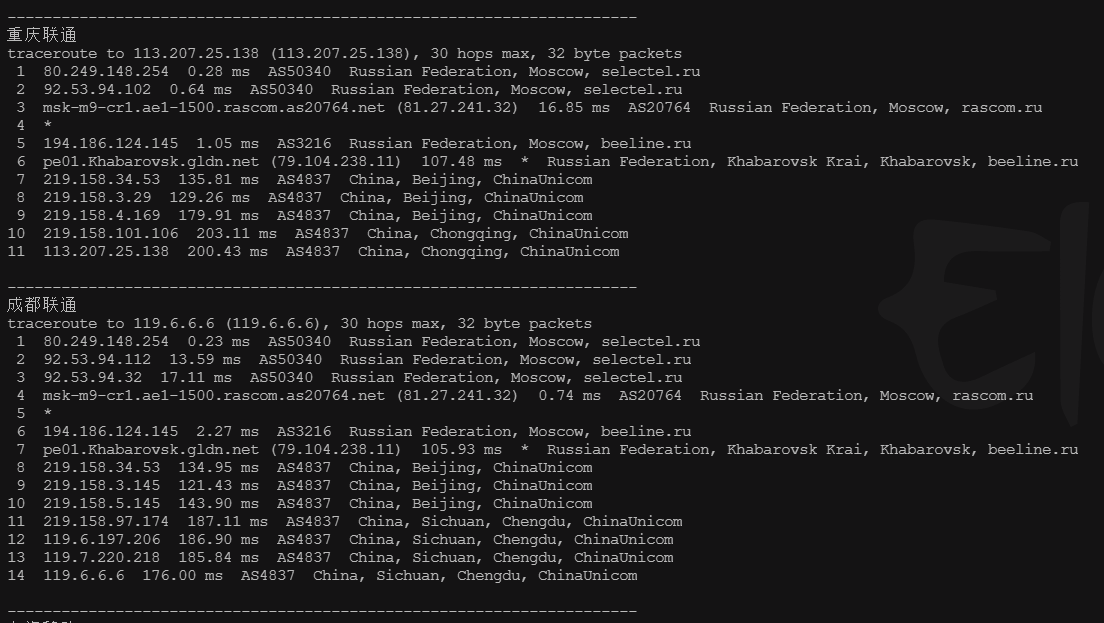 ----------------------------------------------------------------------
重庆联通
traceroute to 113.207.25.138 (113.207.25.138), 30 hops max, 32 byte packets
1 80.249.148.254 0.28 ms AS50340 Russian Federation, Moscow, selectel.ru
2 92.53.94.102 0.64 ms AS50340 Russian Federation, Moscow, selectel.ru
3 msk-m9-cr1.ae1-1500.rascom.as20764.net (81.27.241.32) 16.85 ms AS20764 Russian Federation, Moscow, rascom.ru
4 *
5 194.186.124.145 1.05 ms AS3216 Russian Federation, Moscow, beeline.ru
6 pe01.Khabarovsk.gldn.net (79.104.238.11) 107.48 ms * Russian Federation, Khabarovsk Krai, Khabarovsk, beeline.ru
7 219.158.34.53 135.81 ms AS4837 China, Beijing, ChinaUnicom
8 219.158.3.29 129.26 ms AS4837 China, Beijing, ChinaUnicom
9 219.158.4.169 179.91 ms AS4837 China, Beijing, ChinaUnicom
10 219.158.101.106 203.11 ms AS4837 China, Chongqing, ChinaUnicom
11 113.207.25.138 200.43 ms AS4837 China, Chongqing, ChinaUnicom
----------------------------------------------------------------------
成都联通
traceroute to 119.6.6.6 (119.6.6.6), 30 hops max, 32 byte packets
1 80.249.148.254 0.23 ms AS50340 Russian Federation, Moscow, selectel.ru
2 92.53.94.112 13.59 ms AS50340 Russian Federation, Moscow, selectel.ru
3 92.53.94.32 17.11 ms AS50340 Russian Federation, Moscow, selectel.ru
4 msk-m9-cr1.ae1-1500.rascom.as20764.net (81.27.241.32) 0.74 ms AS20764 Russian Federation, Moscow, rascom.ru
5 *
6 194.186.124.145 2.27 ms AS3216 Russian Federation, Moscow, beeline.ru
7 pe01.Khabarovsk.gldn.net (79.104.238.11) 105.93 ms * Russian Federation, Khabarovsk Krai, Khabarovsk, beeline.ru
8 219.158.34.53 134.95 ms AS4837 China, Beijing, ChinaUnicom
9 219.158.3.145 121.43 ms AS4837 China, Beijing, ChinaUnicom
10 219.158.5.145 143.90 ms AS4837 China, Beijing, ChinaUnicom
11 219.158.97.174 187.11 ms AS4837 China, Sichuan, Chengdu, ChinaUnicom
12 119.6.197.206 186.90 ms AS4837 China, Sichuan, Chengdu, ChinaUnicom
13 119.7.220.218 185.84 ms AS4837 China, Sichuan, Chengdu, ChinaUnicom
14 119.6.6.6 176.00 ms AS4837 China, Sichuan, Chengdu, ChinaUnicom
----------------------------------------------------------------------